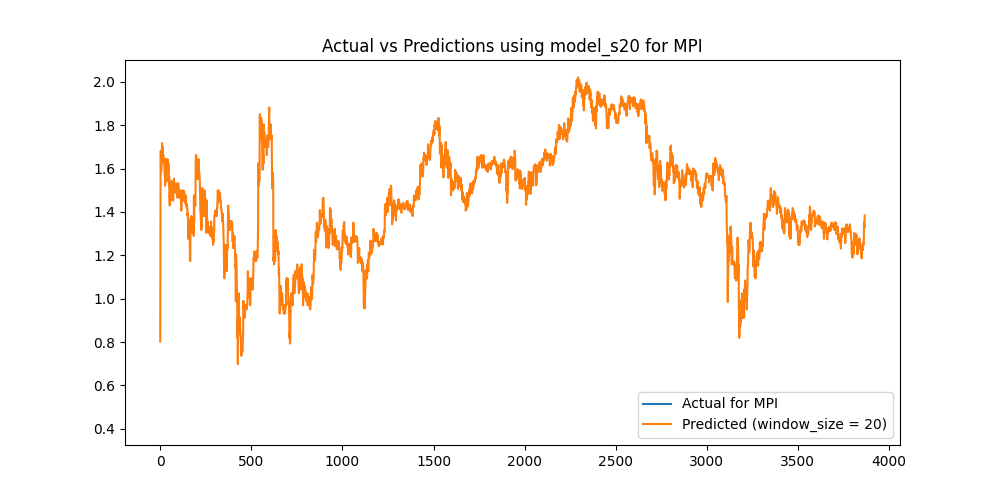 Actual vs Predictions using model_s20 for MPI
2.0
1.8
1.6
1.4
1.2
1.0
0.8
0.6
0.4
Actual for MPI
Predicted (window_size = 20)
0 500 1000 1500 2000 2500 3000 3500 4000